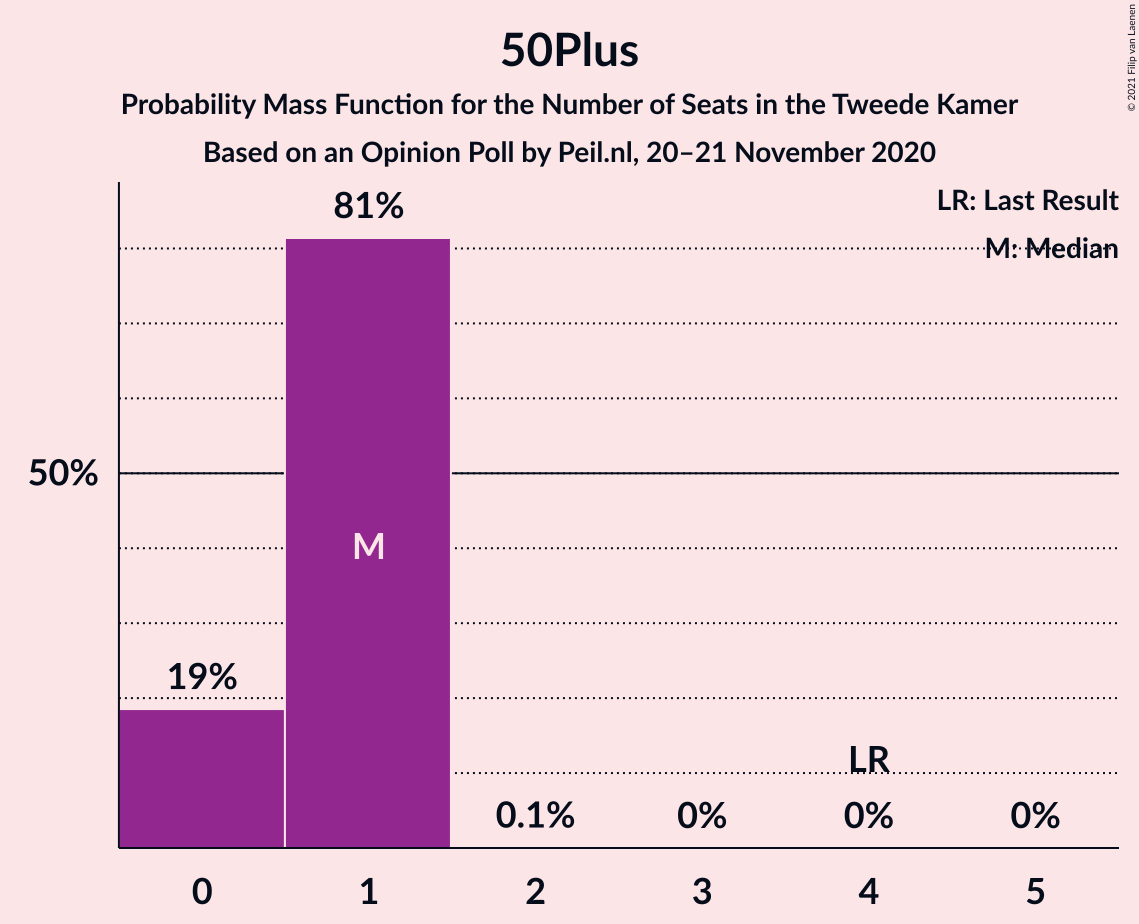 50Plus
Probability Mass Function for the Number of Seats in the Tweede Kamer
Based on an Opinion Poll by Peil.nl, 20–21 November 2020
© 2021 Filip van Laenen
LR: Last Result
M: Median
81%
50%
M
19%
LR
0.1%
0%
0%
0%
0 1 2 3 4 5